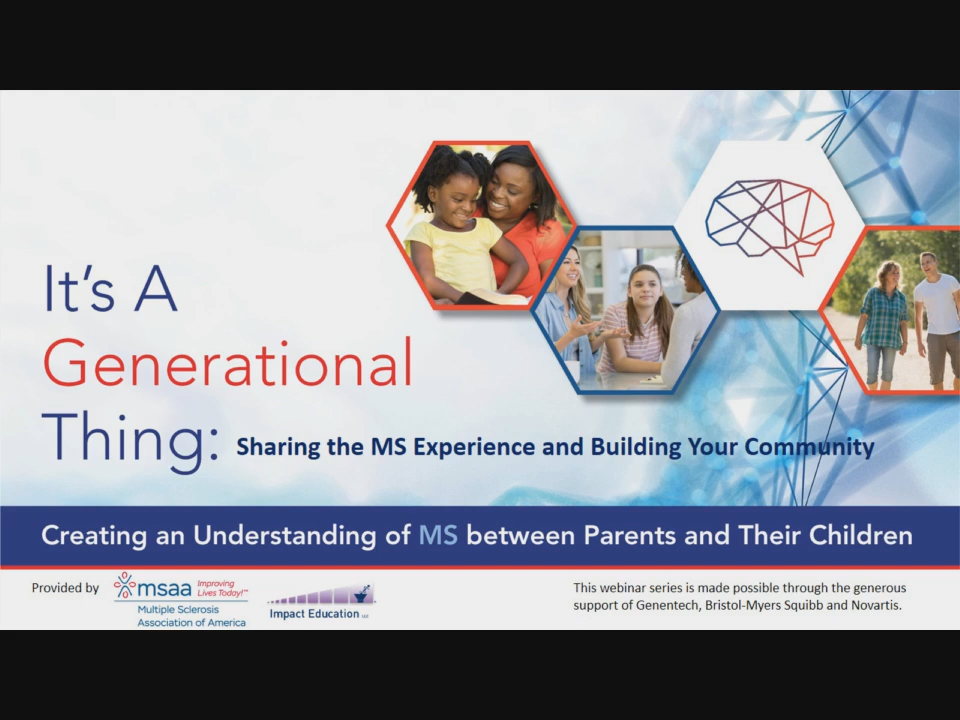 It's A
Generational
Thing: Sharing the MS Experience and Building Your Community
Creating an Understanding of MS between Parents and Their Children
Provided by
msaa Improving
Lives Today!™
Multiple Sclerosis
Association of America
Impact Education LLC
This webinar series is made possible through the generous
support of Genentech, Bristol-Myers Squibb and Novartis.